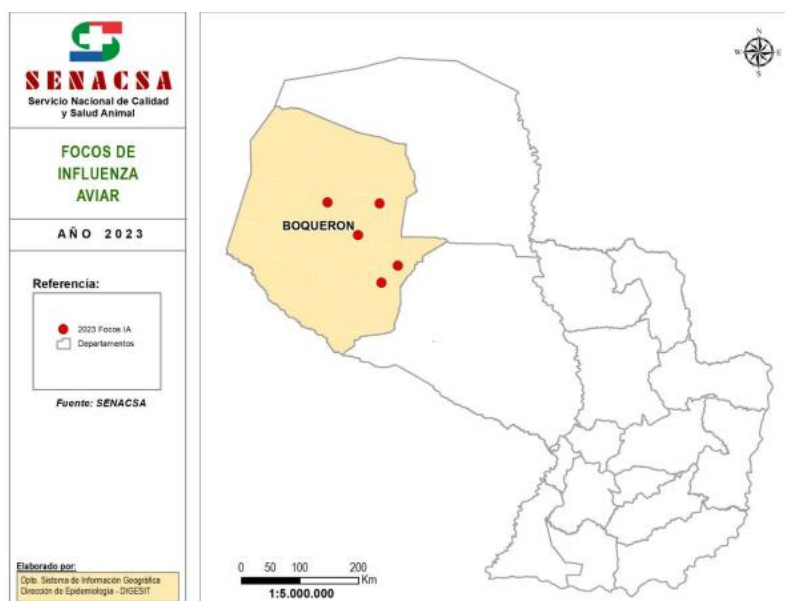 SENACSA
Servicio Nacional de Calidad
y Salud Animal
FOCOS DE
INFLUENZA
AVIAR
AÑO 2023
Referencia:
2023 Focos IA
Departamentos
Fuente: SENACSA
Elaborado por:
Dpto. Sistema de Información Geográfica
Dirección de Epidemiología - DIGESIT
N
W E
S
BOQUERON
0 50 100 200
Km
1:5.000.000